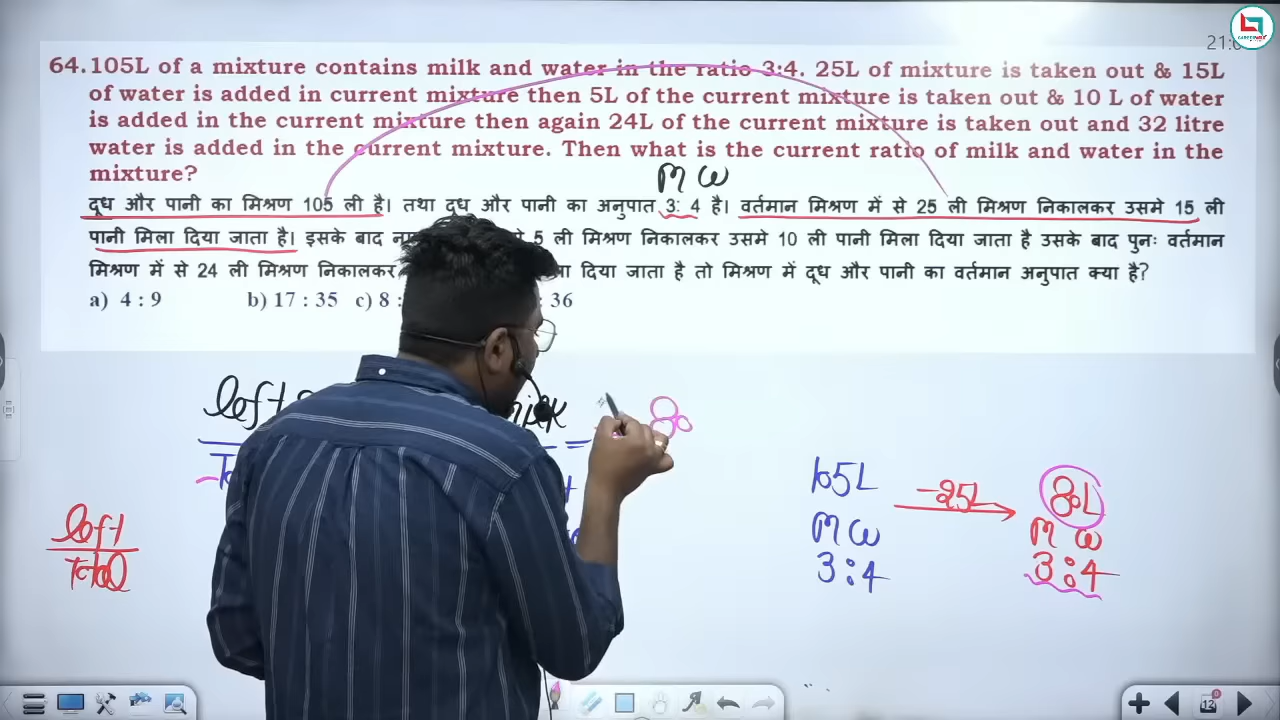 64. 105L of a mixture contains milk and water in the ratio 3:4. 25L of mixture is taken out & 15L
of water is added in current mixture then 5L of the current mixture is taken out & 10 L of water
is added in the current mixture then again 24L of the current mixture is taken out and 32 litre
water is added in the current mixture. Then what is the current ratio of milk and water in the
mixture?
M W
दूध और पानी का मिश्रण 105 ली है। तथा दूध और पानी का अनुपात 3: 4 है। वर्तमान मिश्रण में से 25 ली मिश्रण निकालकर उसमे 15 ली
पानी मिला दिया जाता है। इसके बाद 5 ली मिश्रण निकालकर उसमे 10 ली पानी मिला दिया जाता है उसके बाद पुनः वर्तमान
मिश्रण में से 24 ली मिश्रण निकालकर दिया जाता है तो मिश्रण में दूध और पानी का वर्तमान अनुपात क्या है?
a) 4 : 9 b) 17 : 35 c) 8 : : 36
left
=
80
105L -25L 80L
M W M W
3:4 3:4
left
Total
12